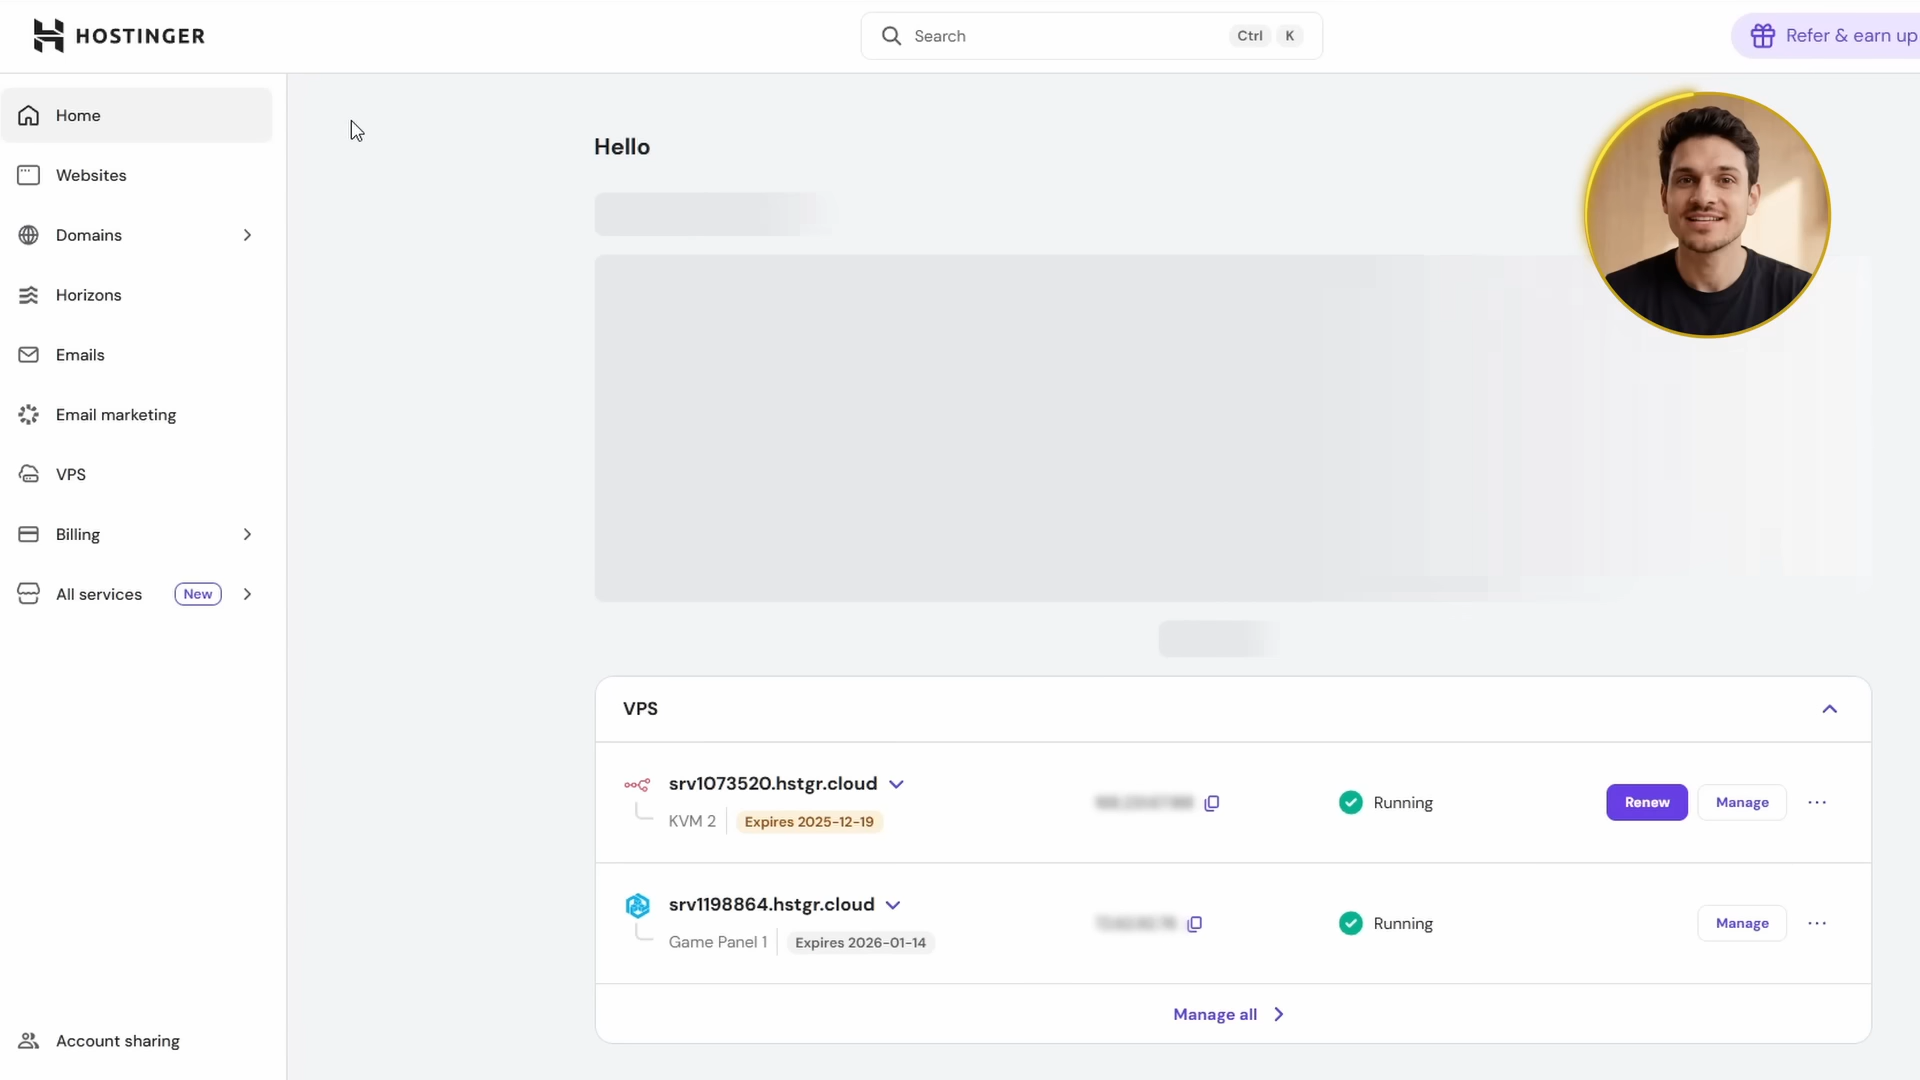 HOSTINGER
Search
Ctrl K
Refer & earn up
Home
Websites
Domains
Horizons
Emails
Email marketing
VPS
Billing
All services New
Account sharing
Hello
VPS
srv1073520.hstgr.cloud
KVM 2 Expires 2025-12-19
Running
Renew
Manage
srv1198864.hstgr.cloud
Game Panel 1 Expires 2026-01-14
Running
Manage
Manage all